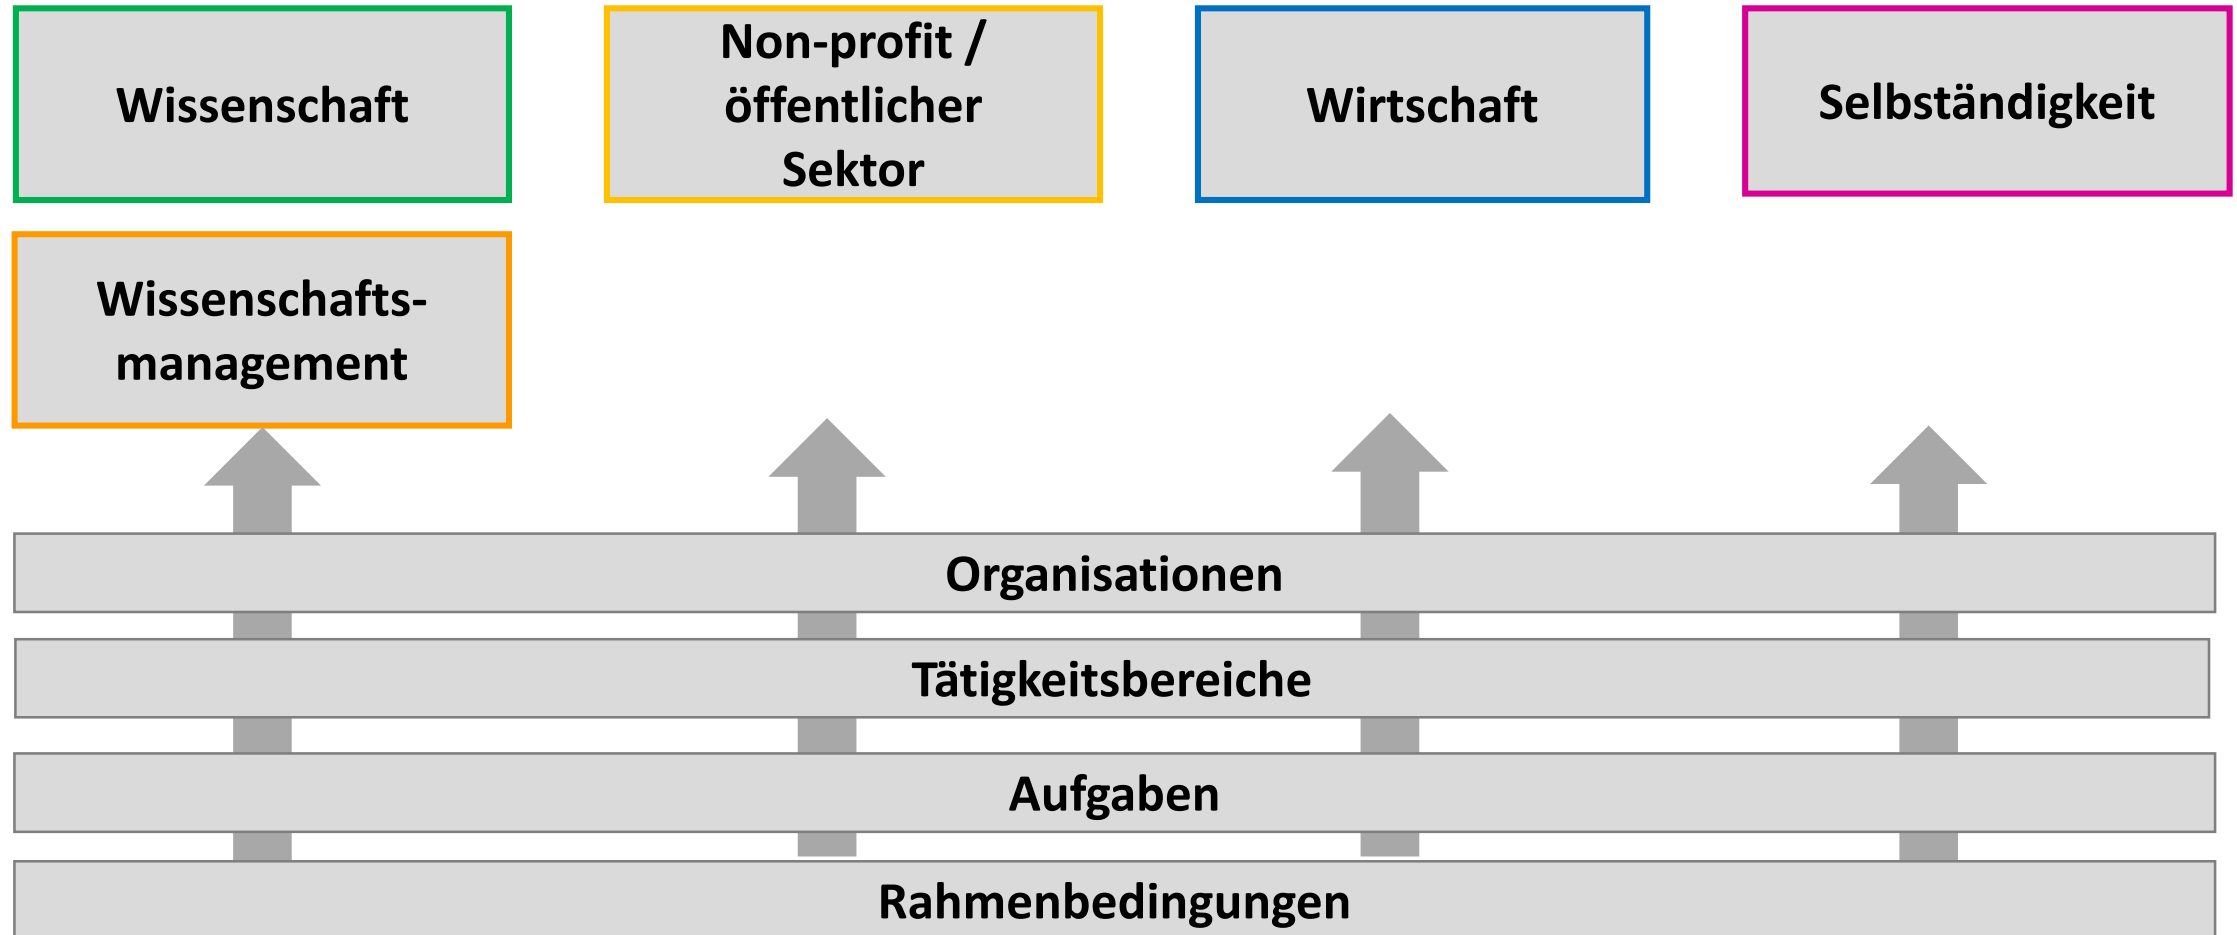 Wissenschaft
Non-profit /
öffentlicher
Sektor
Wirtschaft
Selbständigkeit
Wissenschafts-
management
Organisationen
Tätigkeitsbereiche
Aufgaben
Rahmenbedingungen